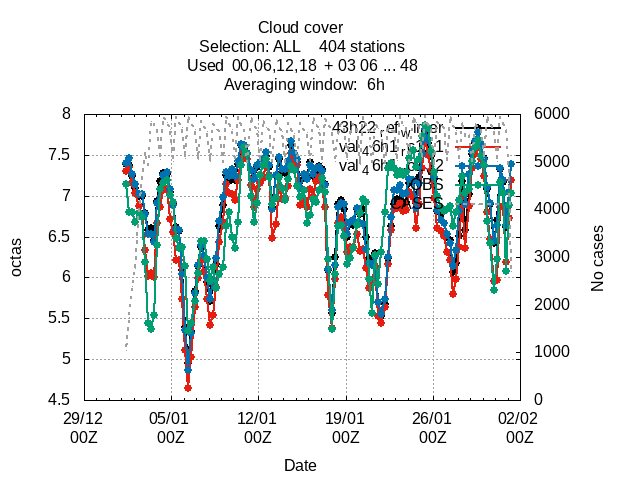 Cloud cover
Selection: ALL 404 stations
Used 00,06,12,18 + 03 06 ... 48
Averaging window: 6h
8
7.5
7
6.5
6
5.5
5
4.5
6000
5000
4000
3000
2000
1000
0
octas
No cases
29/12 00Z
05/01 00Z
12/01 00Z
19/01 00Z
26/01 00Z
02/02 00Z
Date